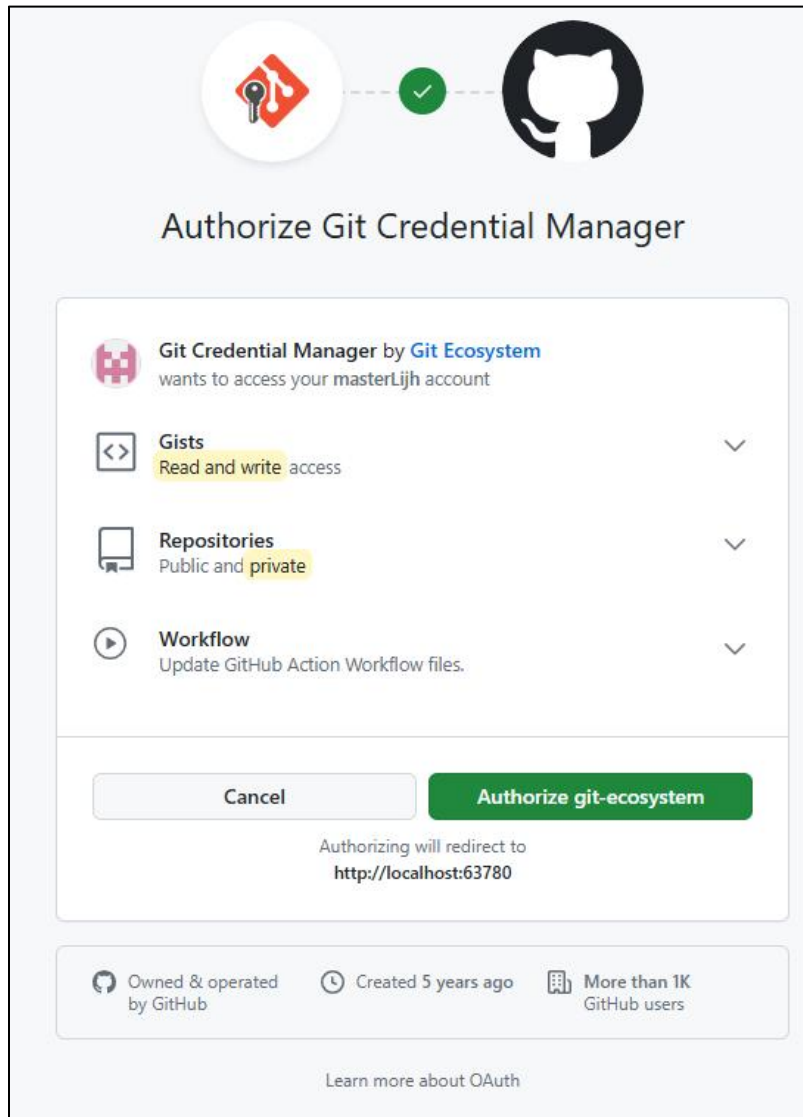 Authorize Git Credential Manager
Git Credential Manager by Git Ecosystem
wants to access your masterLijh account
Gists
Read and write access
Repositories
Public and private
Workflow
Update GitHub Action Workflow files.
Cancel
Authorize git-ecosystem
Authorizing will redirect to
http://localhost:63780
Owned & operated
by GitHub
Created 5 years ago
More than 1K
GitHub users
Learn more about OAuth